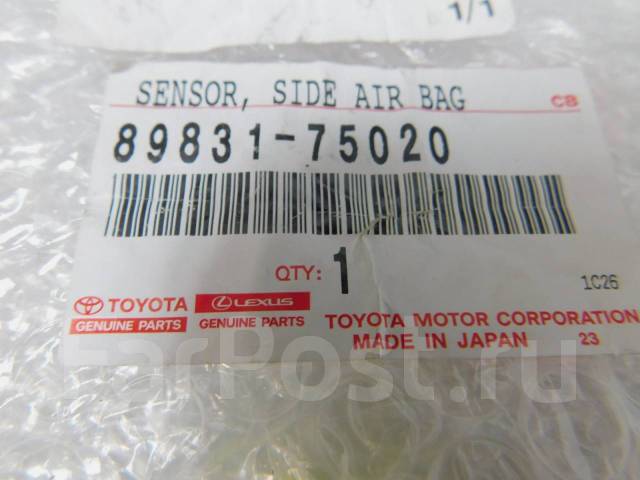 1/1
SENSOR, SIDE AIR BAG CB
89831-75020
QTY: 1 1C26
TOYOTA LEXUS
GENUINE PARTS GENUINE PARTS TOYOTA MOTOR CORPORATION
MADE IN JAPAN 23
FarPost.ru